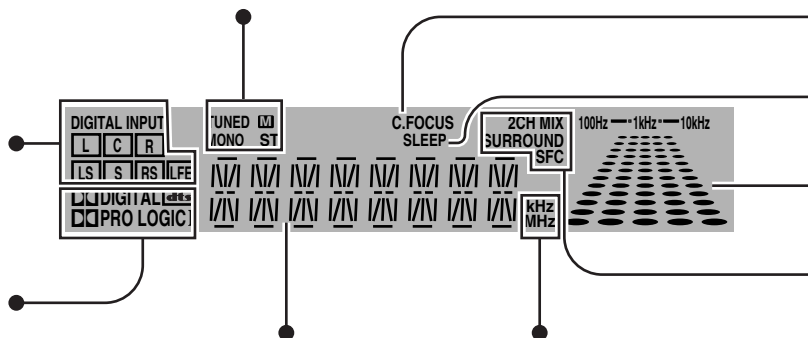 DIGITAL INPUT
L C R
LS S RS LFE
DIGITAL dts
PRO LOGIC
TUNED M
MONO ST
C.FOCUS
SLEEP
2CH MIX
SURROUND
SFC
kHz
MHz
100Hz 1kHz 10kHz